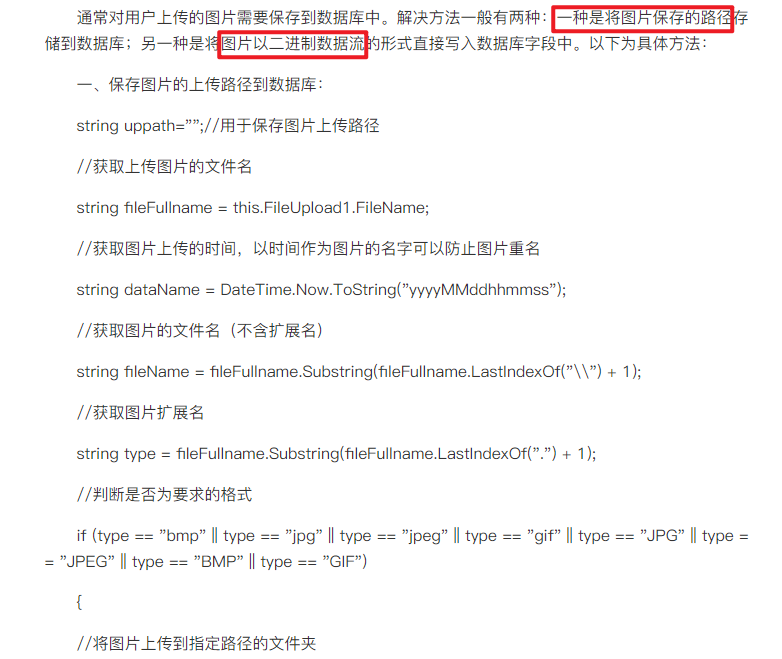 通常对用户上传的图片需要保存到数据库中。解决方法一般有两种：一种是将图片保存的路径存
储到数据库；另一种是将图片以二进制数据流的形式直接写入数据库字段中。以下为具体方法：
一、保存图片的上传路径到数据库：
string uppath="";//用于保存图片上传路径
//获取上传图片的文件名
string fileFullname = this.FileUpload1.FileName;
//获取图片上传的时间，以时间作为图片的名字可以防止图片重名
string dataName = DateTime.Now.ToString("yyyyMMddhhmmss");
//获取图片的文件名（不含扩展名）
string fileName = fileFullname.Substring(fileFullname.LastIndexOf("\\") + 1);
//获取图片扩展名
string type = fileFullname.Substring(fileFullname.LastIndexOf(".") + 1);
//判断是否为要求的格式
if (type == "bmp" || type == "jpg" || type == "jpeg" || type == "gif" || type == "JPG" || type =
= "JPEG" || type == "BMP" || type == "GIF")
{
//将图片上传到指定路径的文件夹